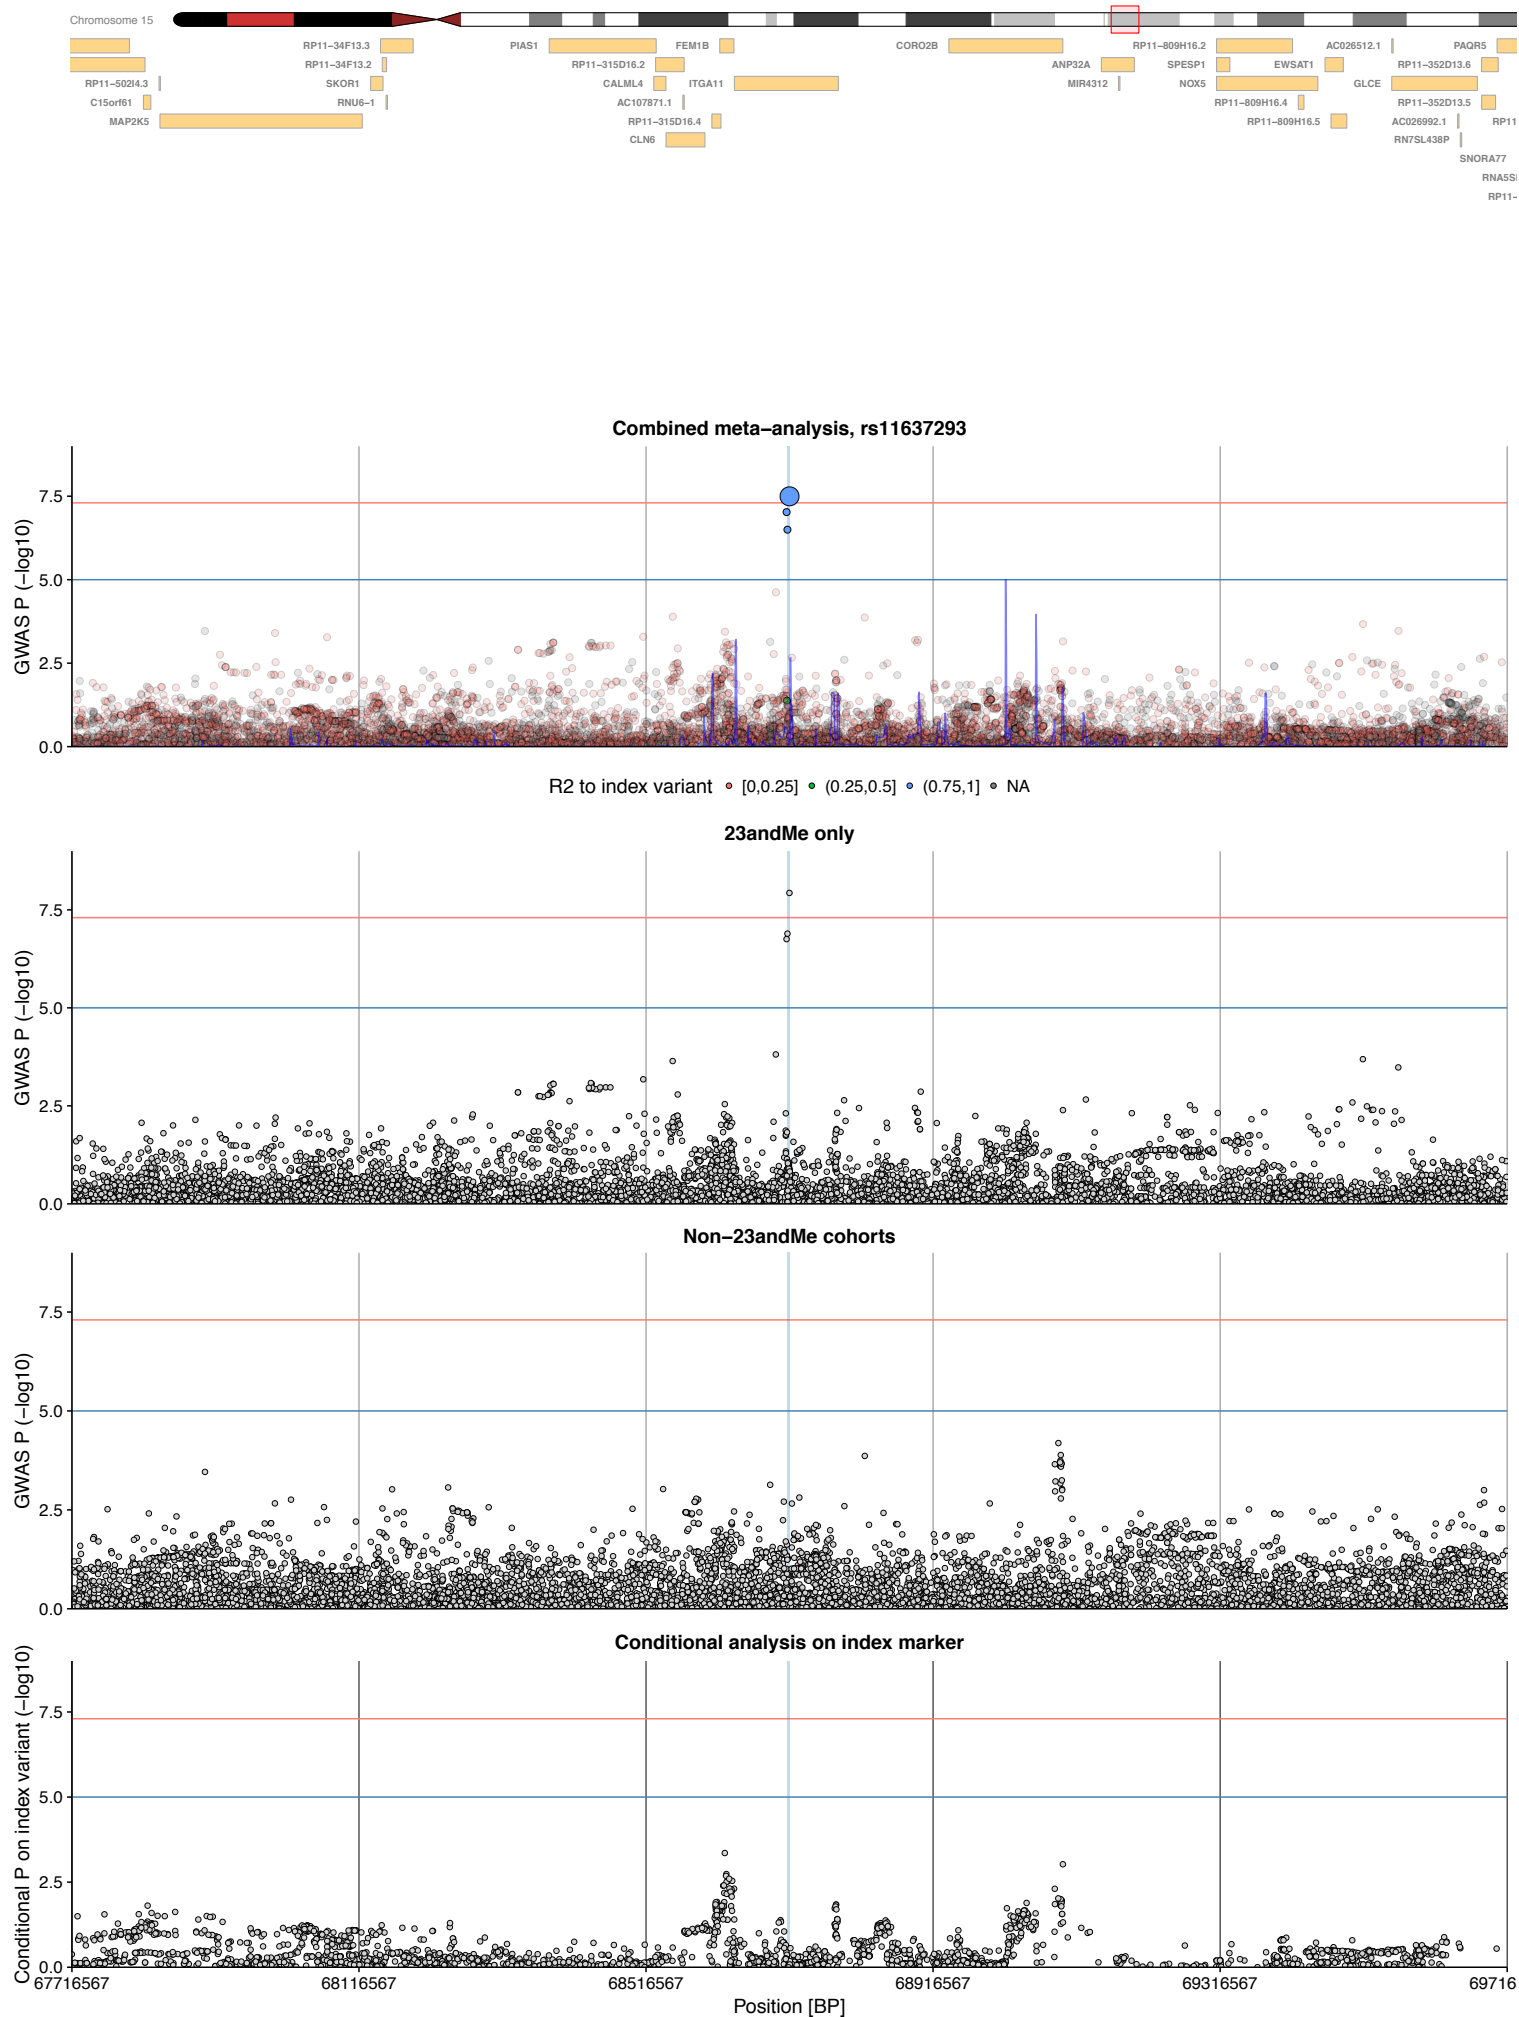 Chromosome 15
RP11−34F13.3 PIAS1 FEM1B CORO2B RP11−809H16.2 AC026512.1 PAQR5
RP11−34F13.2 RP11−315D16.2 ANP32A SPESP1 EWSAT1 RP11−352D13.6
RP11−502I4.3 SKOR1 CALML4 ITGA11 MIR4312 NOX5 GLCE
C15orf61 RNU6−1 AC107871.1 RP11−809H16.4 RP11−352D13.5
MAP2K5 RP11−315D16.4 RP11−809H16.5 AC026992.1 RP11
CLN6 RN7SL438P
SNORA77
RNA5S
RP11−
Combined meta−analysis, rs11637293
GWAS P (−log10)
7.5
5.0
2.5
0.0
R2 to index variant [0,0.25] (0.25,0.5] (0.75,1] NA
23andMe only
GWAS P (−log10)
7.5
5.0
2.5
0.0
Non−23andMe cohorts
GWAS P (−log10)
7.5
5.0
2.5
0.0
Conditional analysis on index marker
Conditional P on index variant (−log10)
7.5
5.0
2.5
0.0
67716567 68116567 68516567 68916567 69316567 69716
Position [BP]